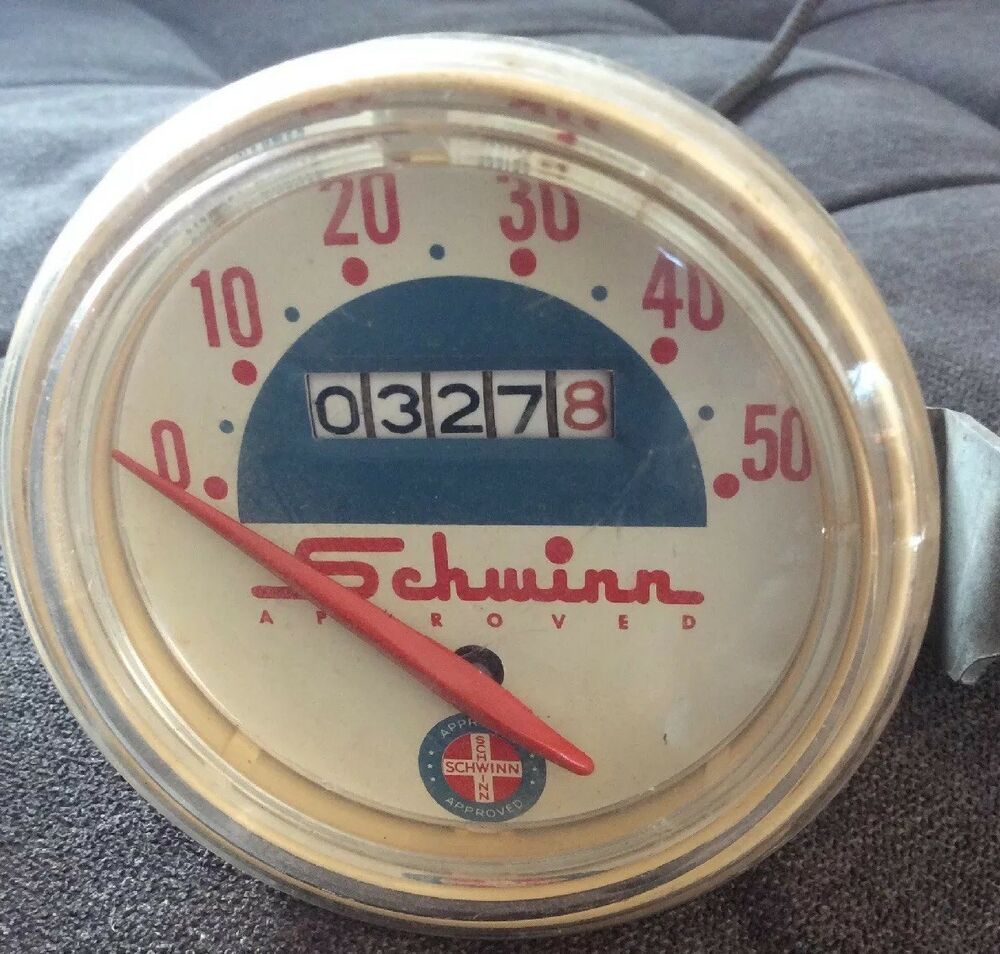 0 10 20 30 40 50
03278
Schwinn
APPROVED
APPROVED
SCHWINN
SCHWINN
APPROVED